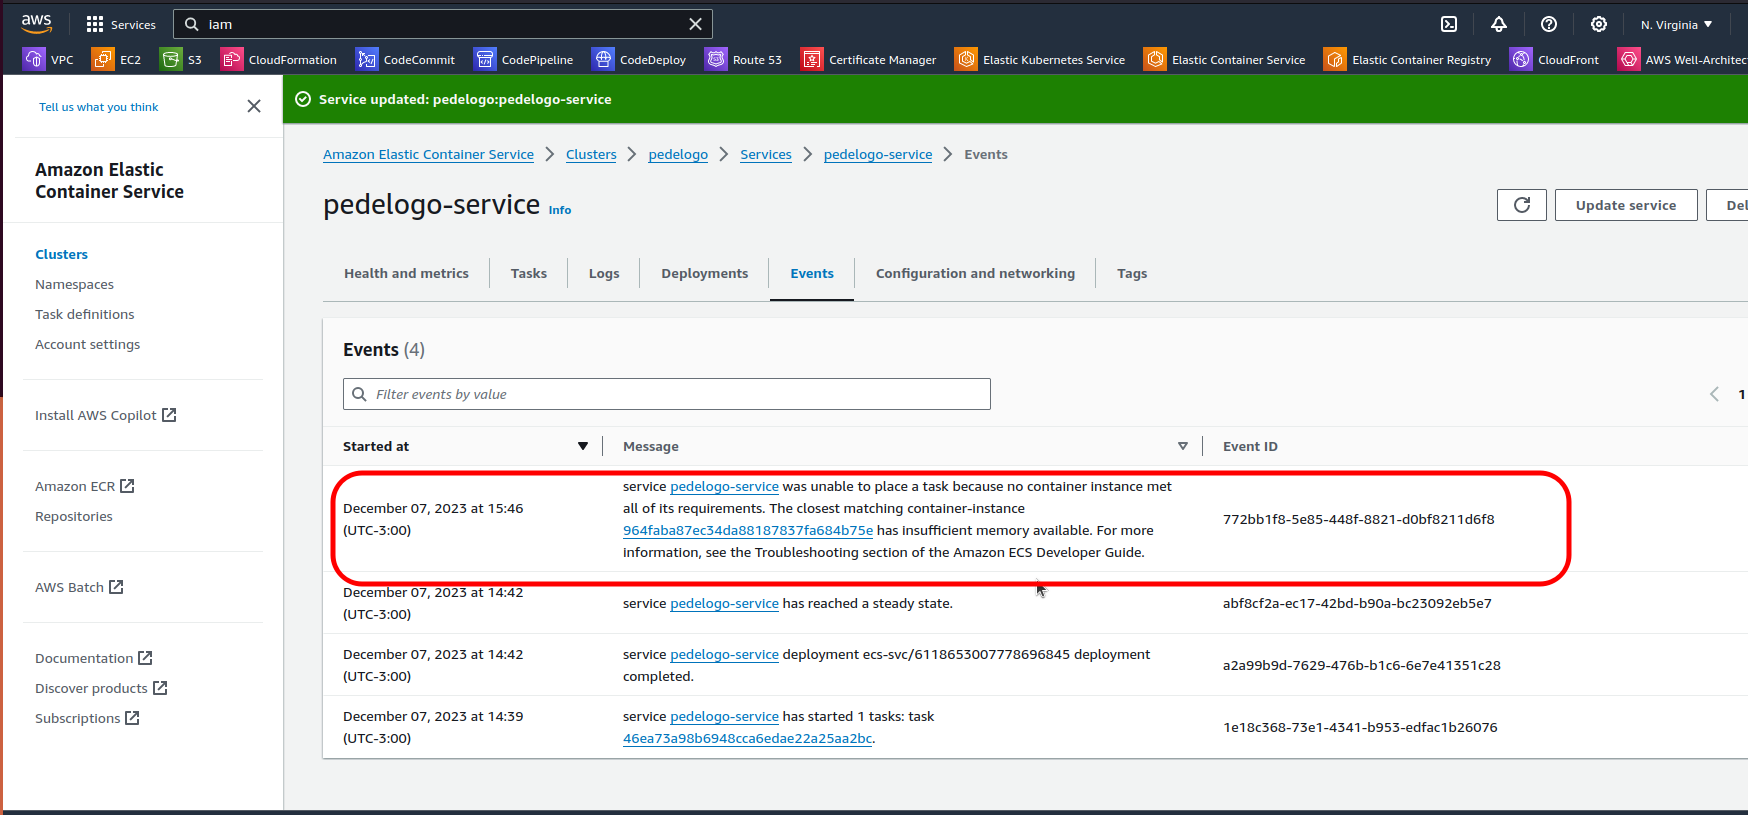 aws
Services
iam
N. Virginia
VPC
EC2
S3
CloudFormation
CodeCommit
CodePipeline
CodeDeploy
Route 53
Certificate Manager
Elastic Kubernetes Service
Elastic Container Service
Elastic Container Registry
CloudFront
AWS Well-Architec
Tell us what you think
Service updated: pedelogo:pedelogo-service
Amazon Elastic Container Service
Clusters
pedelogo
Services
pedelogo-service
Events
Amazon Elastic
Container Service
Clusters
Namespaces
Task definitions
Account settings
Install AWS Copilot
Amazon ECR
Repositories
AWS Batch
Documentation
Discover products
Subscriptions
pedelogo-service Info
Update service
Del
Health and metrics
Tasks
Logs
Deployments
Events
Configuration and networking
Tags
Events (4)
Filter events by value
1
Started at
Message
Event ID
December 07, 2023 at 15:46
(UTC-3:00)
service pedelogo-service was unable to place a task because no container instance met
all of its requirements. The closest matching container-instance
964faba87ec34da88187837fa684b75e has insufficient memory available. For more
information, see the Troubleshooting section of the Amazon ECS Developer Guide.
772bb1f8-5e85-448f-8821-d0bf8211d6f8
December 07, 2023 at 14:42
(UTC-3:00)
service pedelogo-service has reached a steady state.
abf8cf2a-ec17-42bd-b90a-bc23092eb5e7
December 07, 2023 at 14:42
(UTC-3:00)
service pedelogo-service deployment ecs-svc/6118653007778696845 deployment
completed.
a2a99b9d-7629-476b-b1c6-6e7e41351c28
December 07, 2023 at 14:39
(UTC-3:00)
service pedelogo-service has started 1 tasks: task
46ea73a98b6948cca6edae22a25aa2bc.
1e18c368-73e1-4341-b953-edfac1b26076